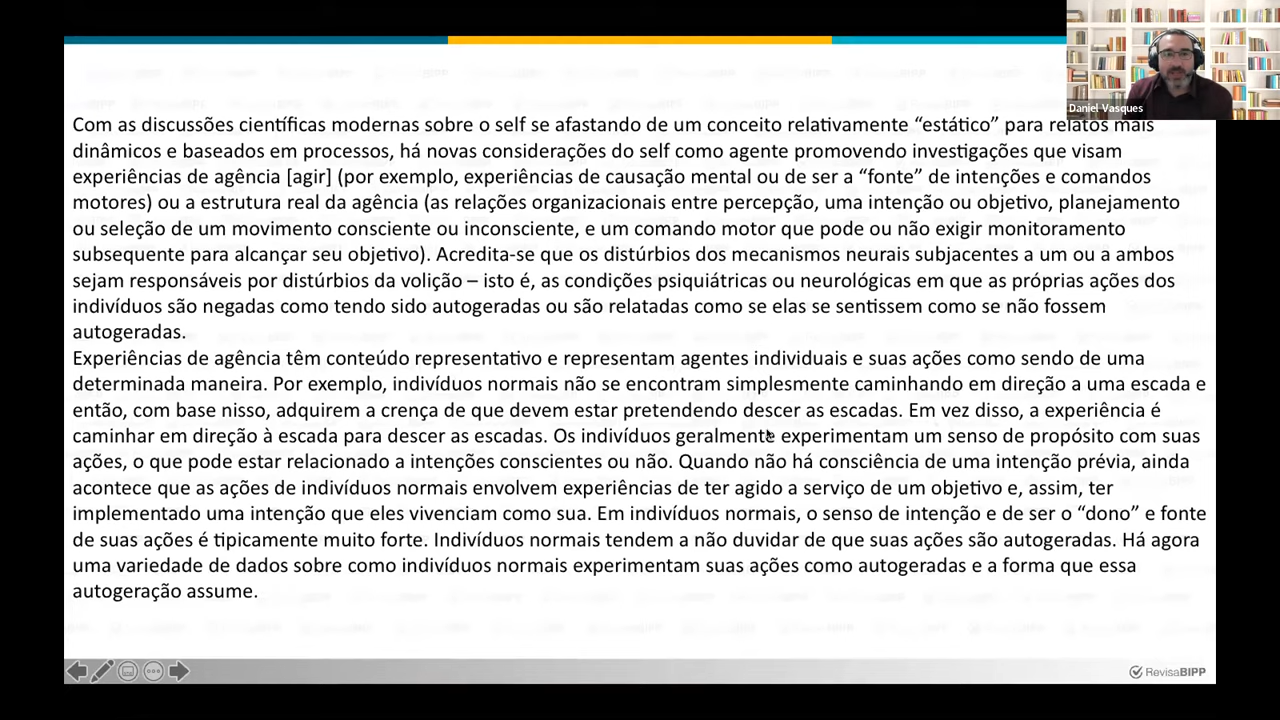 Daniel Vasques
Com as discussões científicas modernas sobre o self se afastando de um conceito relativamente “estático” para relatos mais
dinâmicos e baseados em processos, há novas considerações do self como agente promovendo investigações que visam
experiências de agência [agir] (por exemplo, experiências de causação mental ou de ser a “fonte” de intenções e comandos
motores) ou a estrutura real da agência (as relações organizacionais entre percepção, uma intenção ou objetivo, planejamento
ou seleção de um movimento consciente ou inconsciente, e um comando motor que pode ou não exigir monitoramento
subsequente para alcançar seu objetivo). Acredita-se que os distúrbios dos mecanismos neurais subjacentes a um ou a ambos
sejam responsáveis por distúrbios da volição – isto é, as condições psiquiátricas ou neurológicas em que as próprias ações dos
indivíduos são negadas como tendo sido autogeradas ou são relatadas como se elas se sentissem como se não fossem
autogeradas.
Experiências de agência têm conteúdo representativo e representam agentes individuais e suas ações como sendo de uma
determinada maneira. Por exemplo, indivíduos normais não se encontram simplesmente caminhando em direção a uma escada e
então, com base nisso, adquirem a crença de que devem estar pretendendo descer as escadas. Em vez disso, a experiência é
caminhar em direção à escada para descer as escadas. Os indivíduos geralmente experimentam um senso de propósito com suas
ações, o que pode estar relacionado a intenções conscientes ou não. Quando não há consciência de uma intenção prévia, ainda
acontece que as ações de indivíduos normais envolvem experiências de ter agido a serviço de um objetivo e, assim, ter
implementado uma intenção que eles vivenciam como sua. Em indivíduos normais, o senso de intenção e de ser o “dono” e fonte
de suas ações é tipicamente muito forte. Indivíduos normais tendem a não duvidar de que suas ações são autogeradas. Há agora
uma variedade de dados sobre como indivíduos normais experimentam suas ações como autogeradas e a forma que essa
autogeração assume.
RevisaBIPP